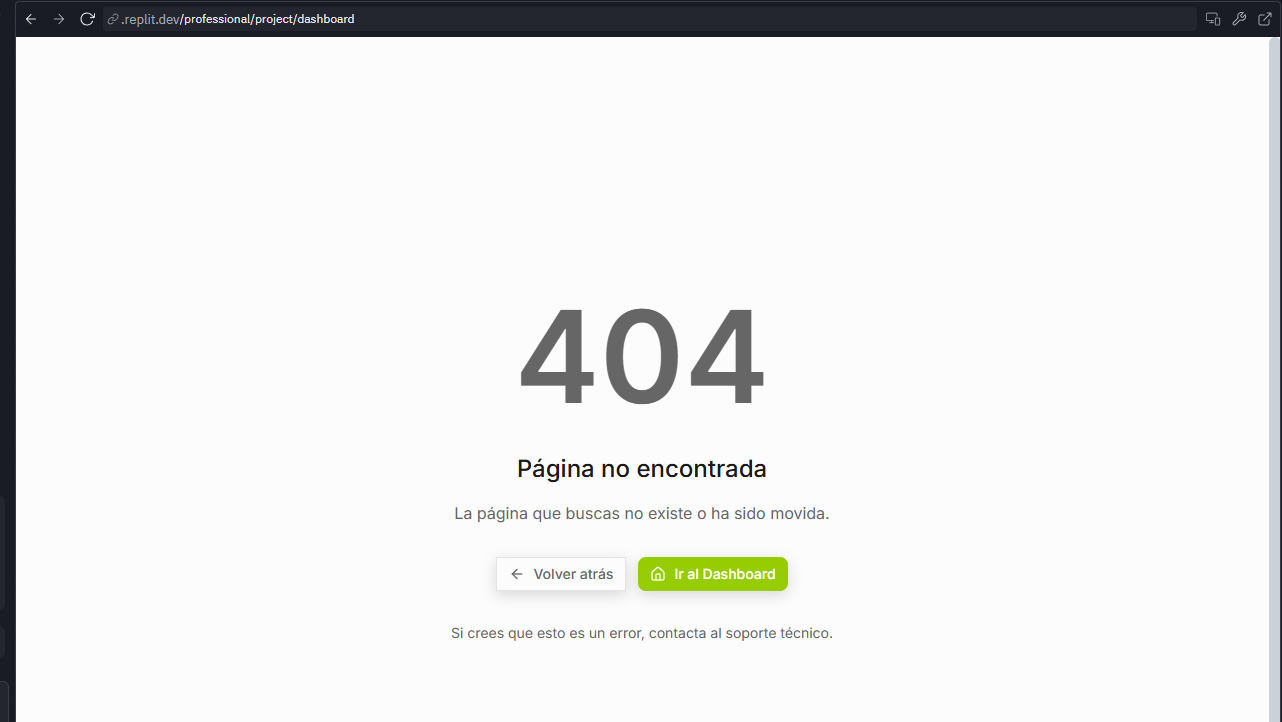 .replit.dev/professional/project/dashboard
404
Página no encontrada
La página que buscas no existe o ha sido movida.
Volver atrás
Ir al Dashboard
Si crees que esto es un error, contacta al soporte técnico.